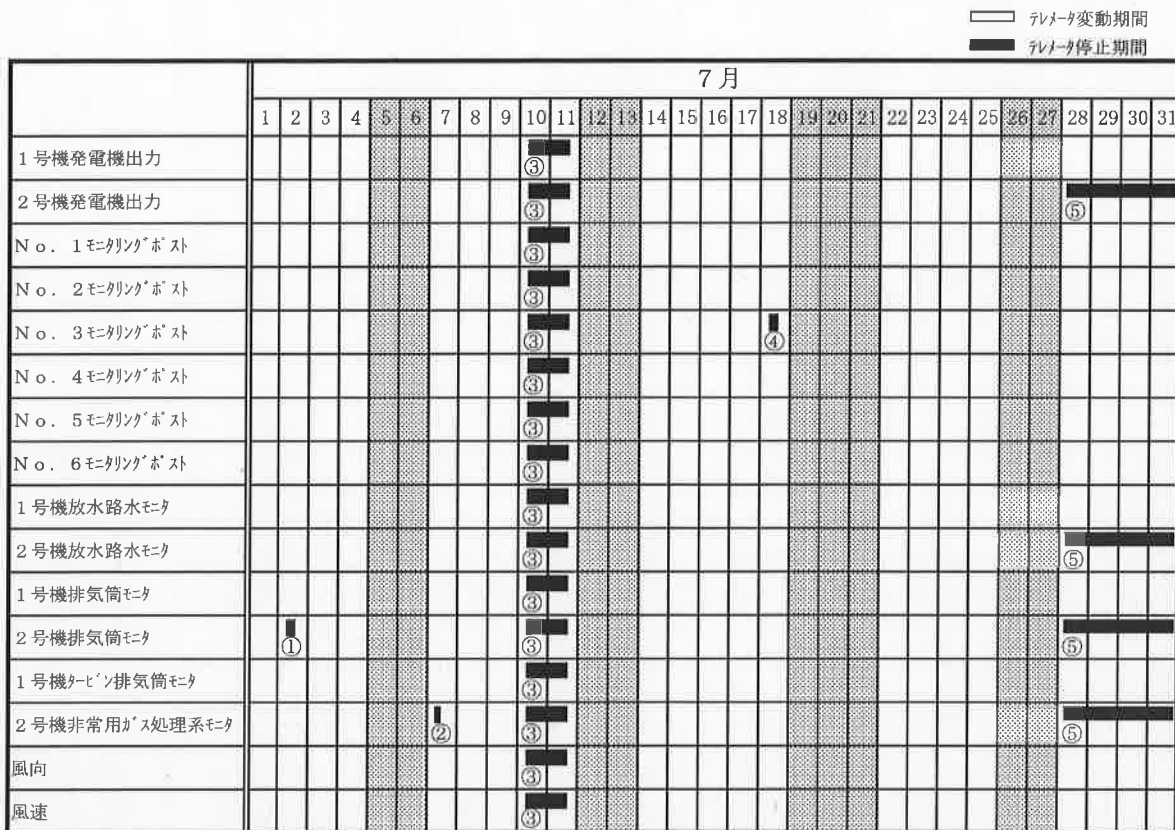 テレメータ変動期間
テレメータ停止期間
7月
1 2 3 4 5 6 7 8 9 10 11 12 13 14 15 16 17 18 19 20 21 22 23 24 25 26 27 28 29 30 31
1号機発電機出力 ③
2号機発電機出力 ③ ⑤
No. 1モニタリングポスト ③
No. 2モニタリングポスト ③
No. 3モニタリングポスト ③ ④
No. 4モニタリングポスト ③
No. 5モニタリングポスト ③
No. 6モニタリングポスト ③
1号機放水路水モニタ ③
2号機放水路水モニタ ③ ⑤
1号機排気筒モニタ ③
2号機排気筒モニタ ① ③ ⑤
1号機タービン排気筒モニタ ③
2号機非常用ガス処理系モニタ ② ③ ⑤
風向 ③
風速 ③